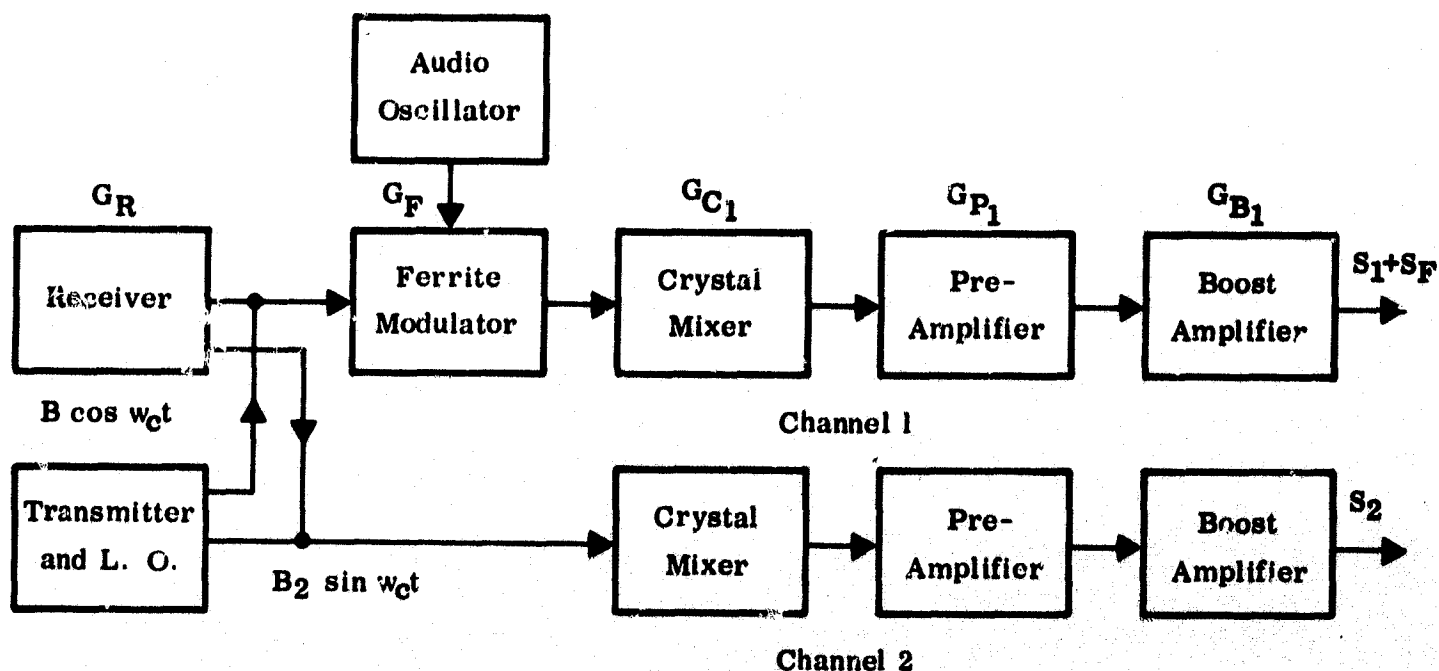 Audio
Oscillator
G_R
G_F
G_C1
G_P1
G_B1
Receiver
Ferrite
Modulator
Crystal
Mixer
Pre-
Amplifier
Boost
Amplifier
S_1+S_F
B cos w_ct
Channel 1
Transmitter
and L. O.
B_2 sin w_ct
Crystal
Mixer
Pre-
Amplifier
Boost
Amplifier
S_2
Channel 2